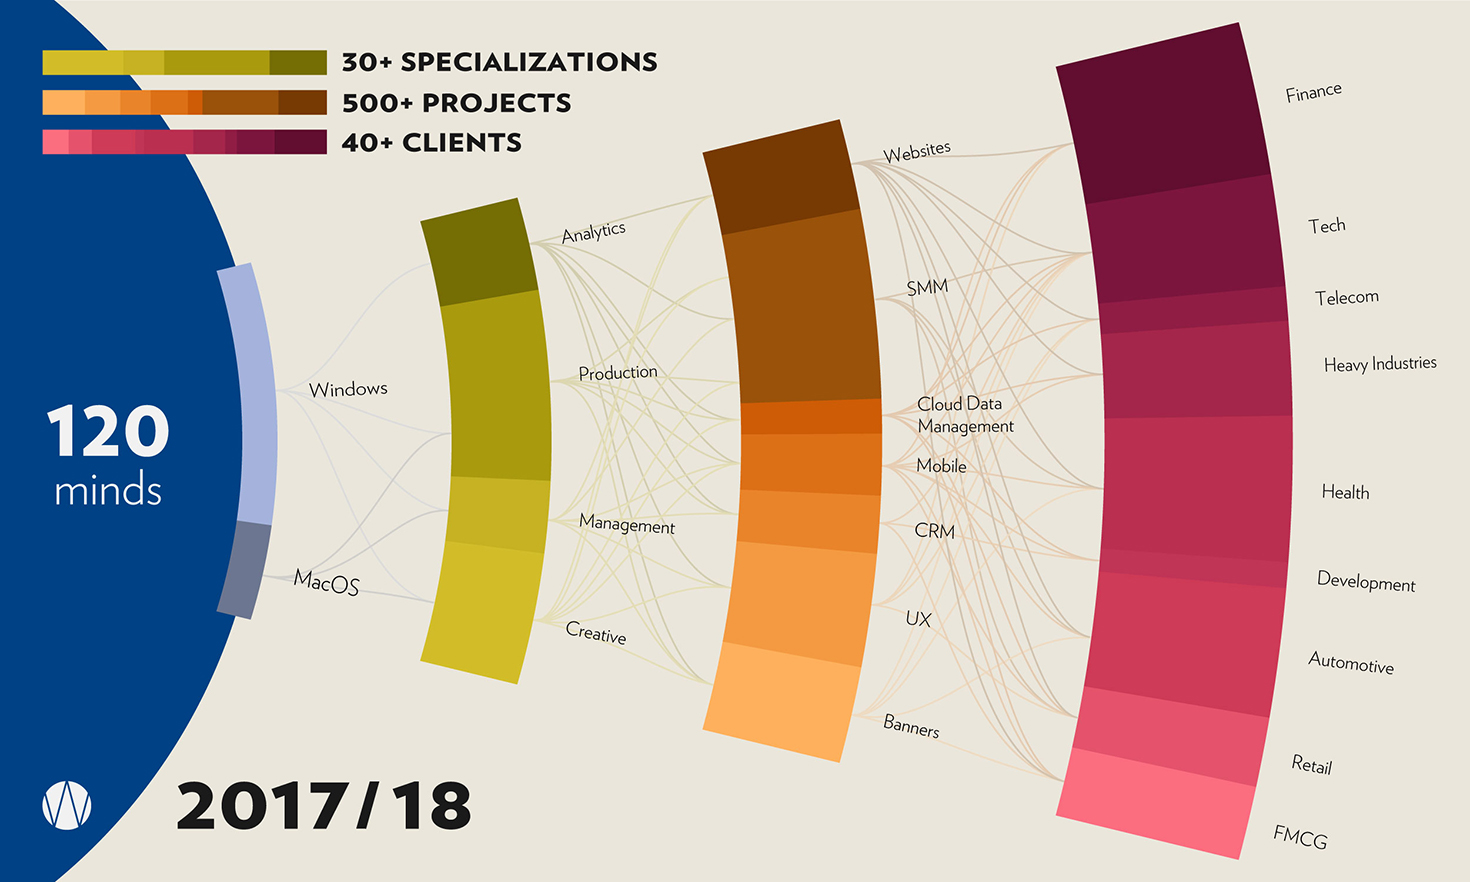 30+ SPECIALIZATIONS
500+ PROJECTS
40+ CLIENTS
120
minds
Windows
MacOS
Analytics
Production
Management
Creative
Websites
SMM
Cloud Data
Management
Mobile
CRM
UX
Banners
Finance
Tech
Telecom
Heavy Industries
Health
Development
Automotive
Retail
FMCG
2017/18